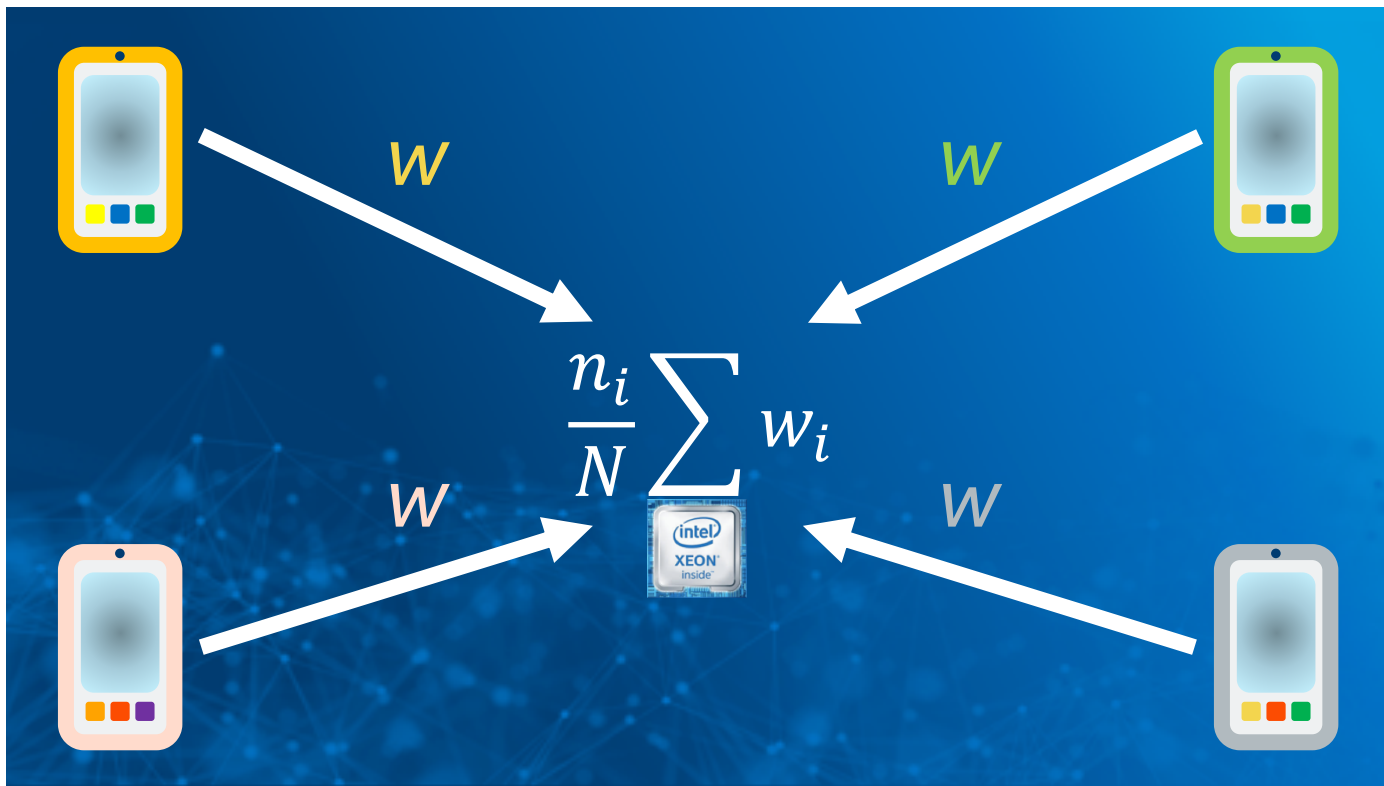 W W
n_i/N ∑ w_i
W W
intel
XEON
inside